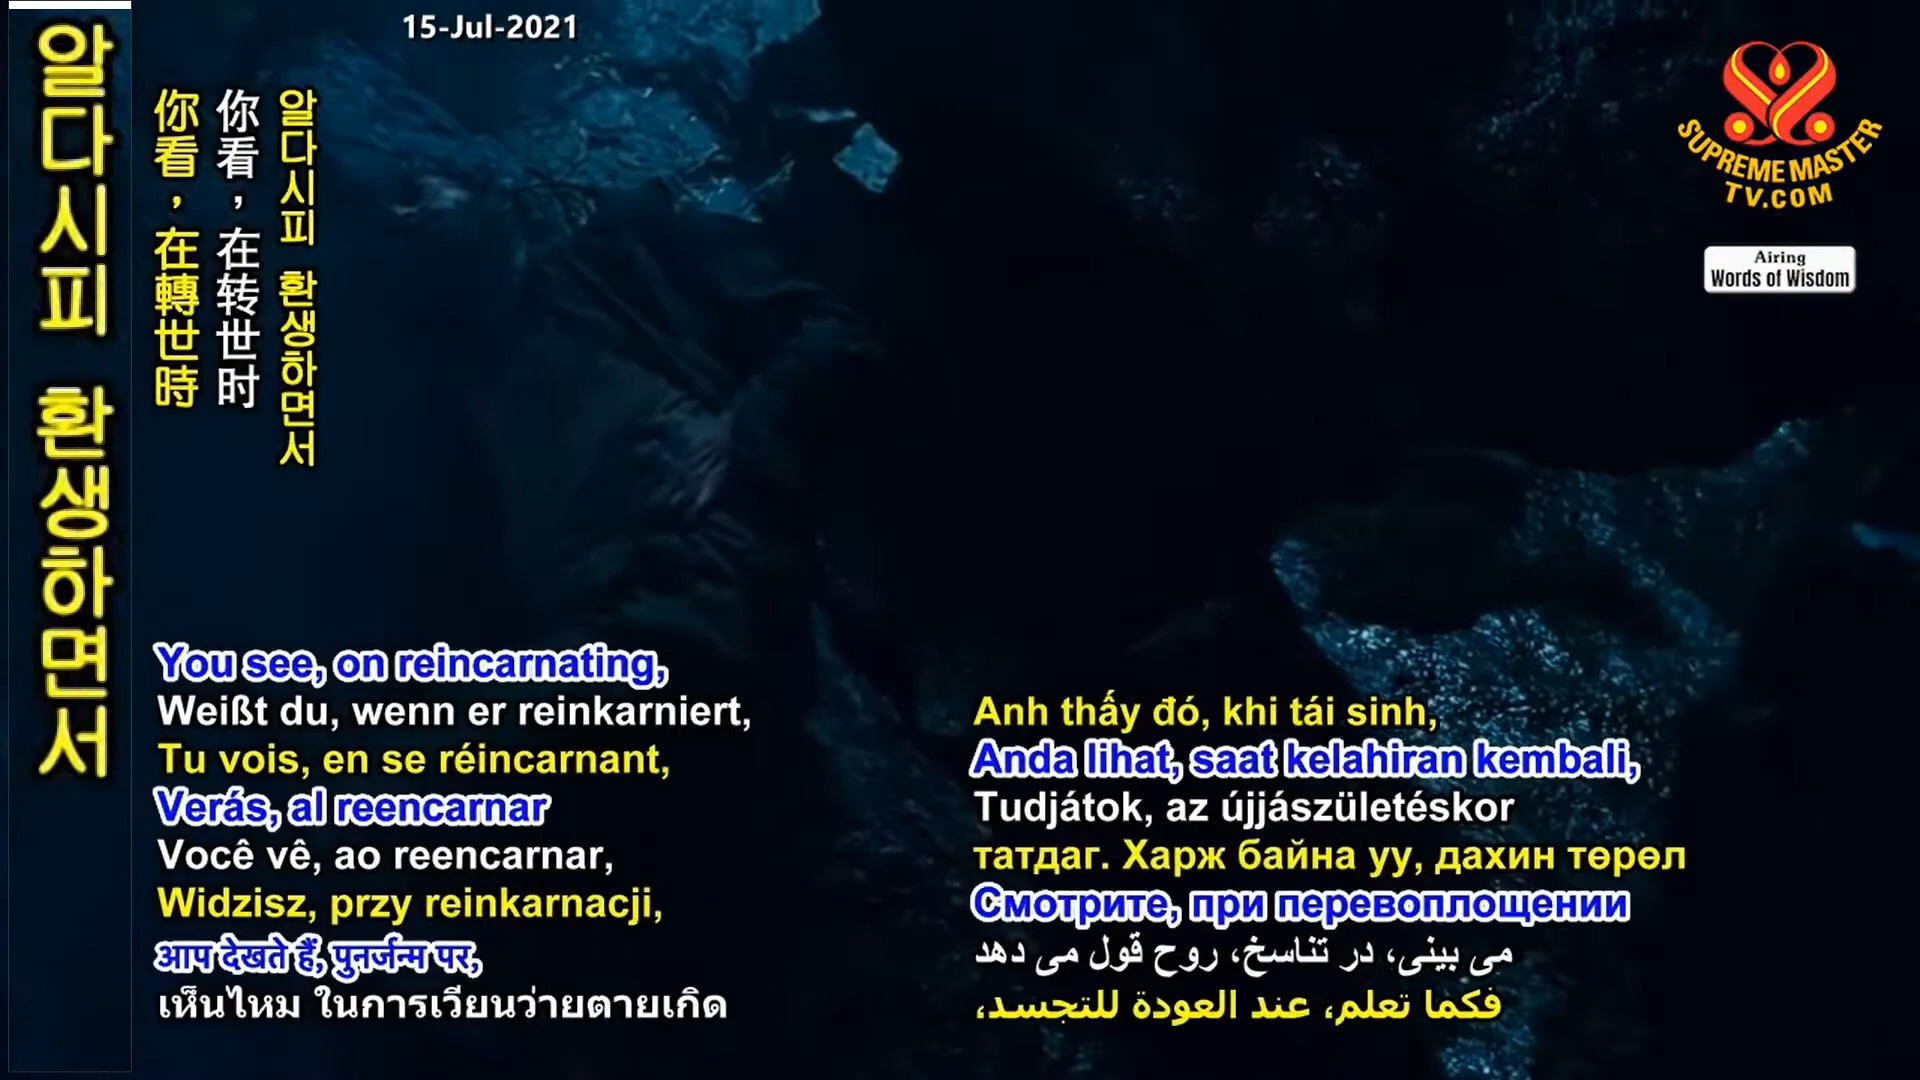 15-Jul-2021
알다시피 환생하면서
你看，在轉世時
你看，在转世时
알다시피 환생하면서
SUPREME MASTER
TV.COM
Airing
Words of Wisdom
You see, on reincarnating,
Weißt du, wenn er reinkarniert,
Tu vois, en se réincarnant,
Verás, al reencarnar
Você vê, ao reencarnar,
Widzisz, przy reinkarnacji,
आप देखते हैं, पुनर्जन्म पर,
เห็นไหม ในการเวียนว่ายตายเกิด
Anh thấy đó, khi tái sinh,
Anda lihat, saat kelahiran kembali,
Tudjátok, az újjászületéskor
татдаг. Харж байна уу, дахин төрөл
Смотрите, при перевоплощении
می بینی، در تناسخ، روح قول می دهد
فكما تعلم، عند العودة للتجسد،